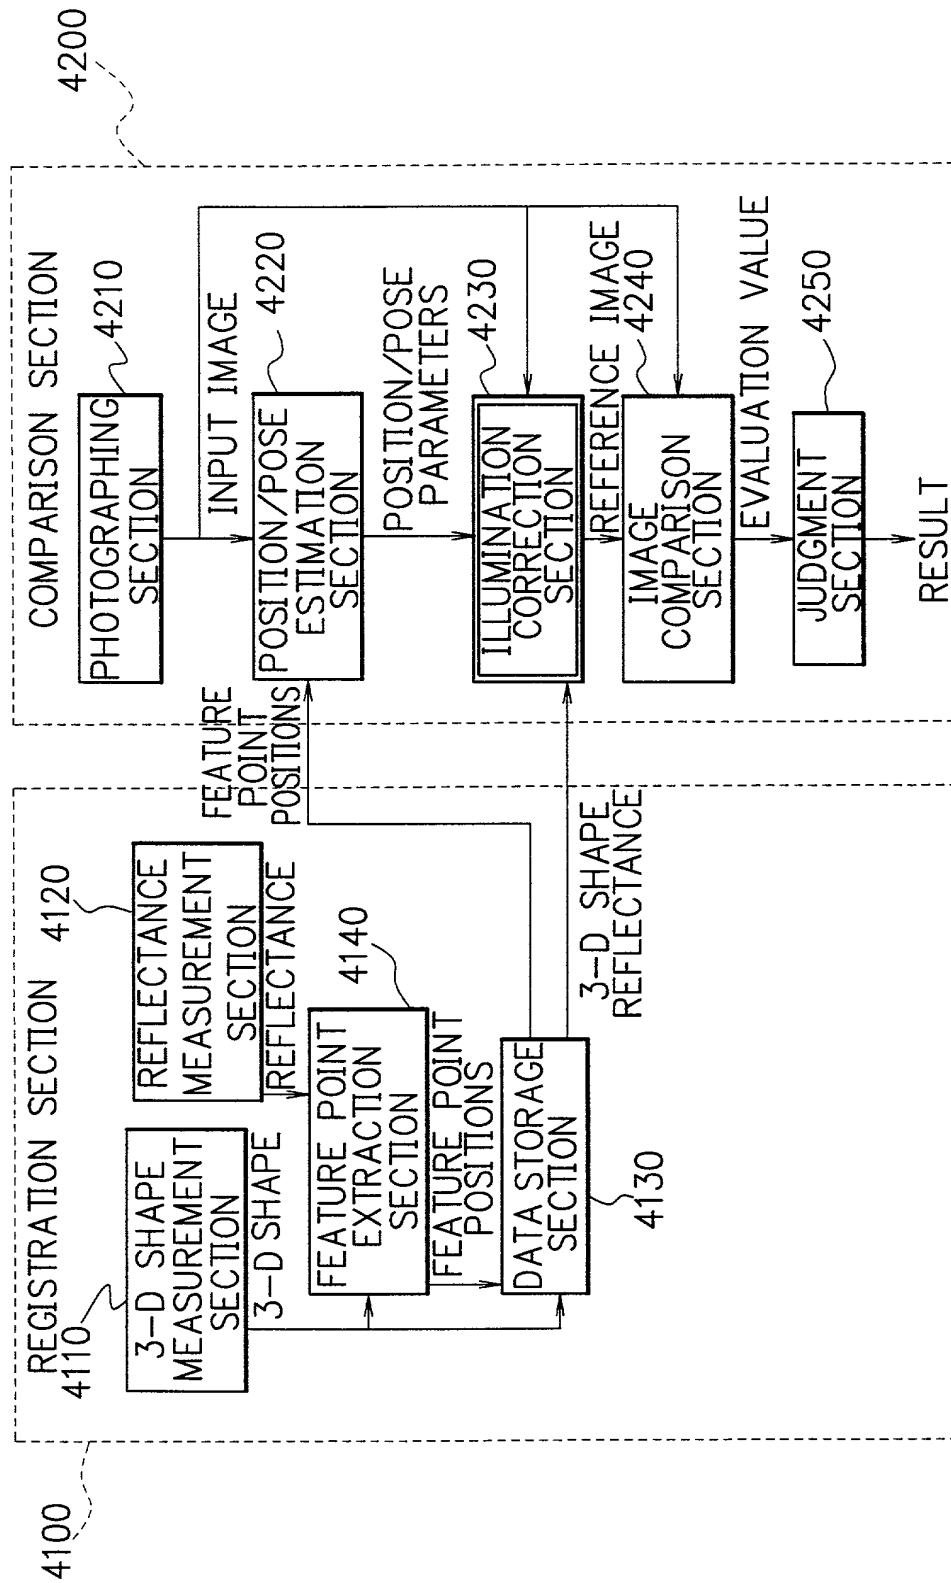 4100
REGISTRATION SECTION
4110
3-D SHAPE
MEASUREMENT
SECTION
3-D SHAPE
4120
REFLECTANCE
MEASUREMENT
SECTION
REFLECTANCE
4140
FEATURE POINT
EXTRACTION
SECTION
FEATURE POINT
POSITIONS
DATA STORAGE
SECTION
4130
FEATURE
POINT
POSITIONS
3-D SHAPE
REFLECTANCE
4200
COMPARISON SECTION
4210
PHOTOGRAPHING
SECTION
INPUT IMAGE
4220
POSITION/POSE
ESTIMATION
SECTION
POSITION/POSE
PARAMETERS
4230
ILLUMINATION
CORRECTION
SECTION
REFERENCE IMAGE
4240
IMAGE
COMPARISON
SECTION
EVALUATION VALUE
4250
JUDGMENT
SECTION
RESULT